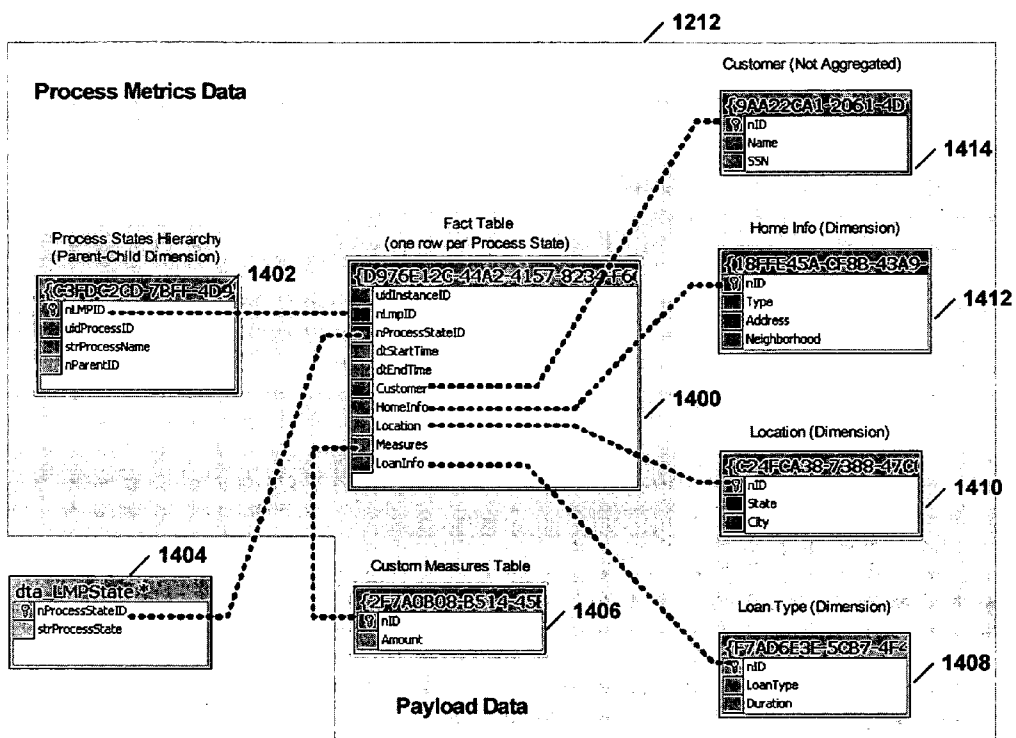 1212
Process Metrics Data
Customer (Not Aggregated)
{9AA22CA1-2061-4D
nID
Name
SSN
1414
Process States Hierarchy
(Parent-Child Dimension)
1402
{C3FDC2CD-7BFF-4D
nLMPID
uidProcessID
strProcessName
nParentID
Fact Table
(one row per Process State)
{D976E12C-44A2-4157-8234-F6
uidInstanceID
nLmpID
nProcessStateID
dtStartTime
dtEndTime
Customer
HomeInfo
Location
Measures
LoanInfo
1400
Home Info (Dimension)
{18FFE45A-CF8B-43A9-
nID
Type
Address
Neighborhood
1412
Location (Dimension)
{C24FCA38-7388-47C
nID
State
City
1410
1404
dta_LMPState *
nProcessStateID
strProcessState
Custom Measures Table
{2F7A0B08-B514-45
nID
Amount
1406
Loan Type (Dimension)
{F7AD6E3E-5CB7-4F4
nID
LoanType
Duration
1408
Payload Data